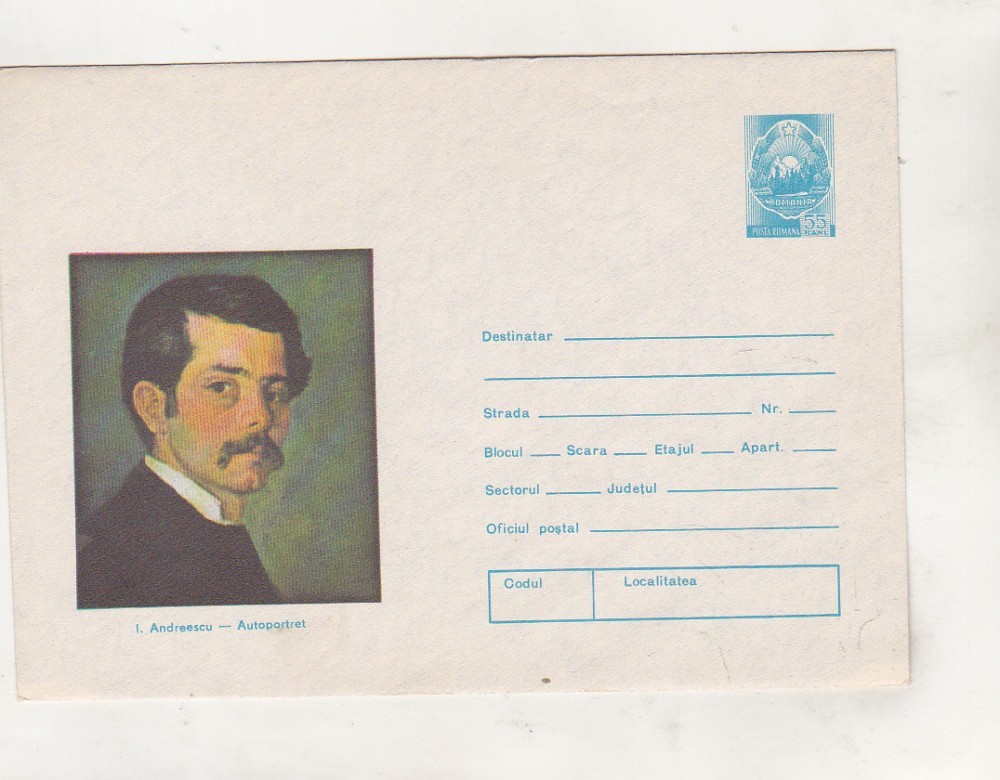 ROMANIA
POSTA ROMANA 55
BANI
Destinatar
Strada Nr.
Blocul Scara Etajul Apart.
Sectorul Județul
Oficiul poștal
Codul Localitatea
I. Andreescu — Autoportret